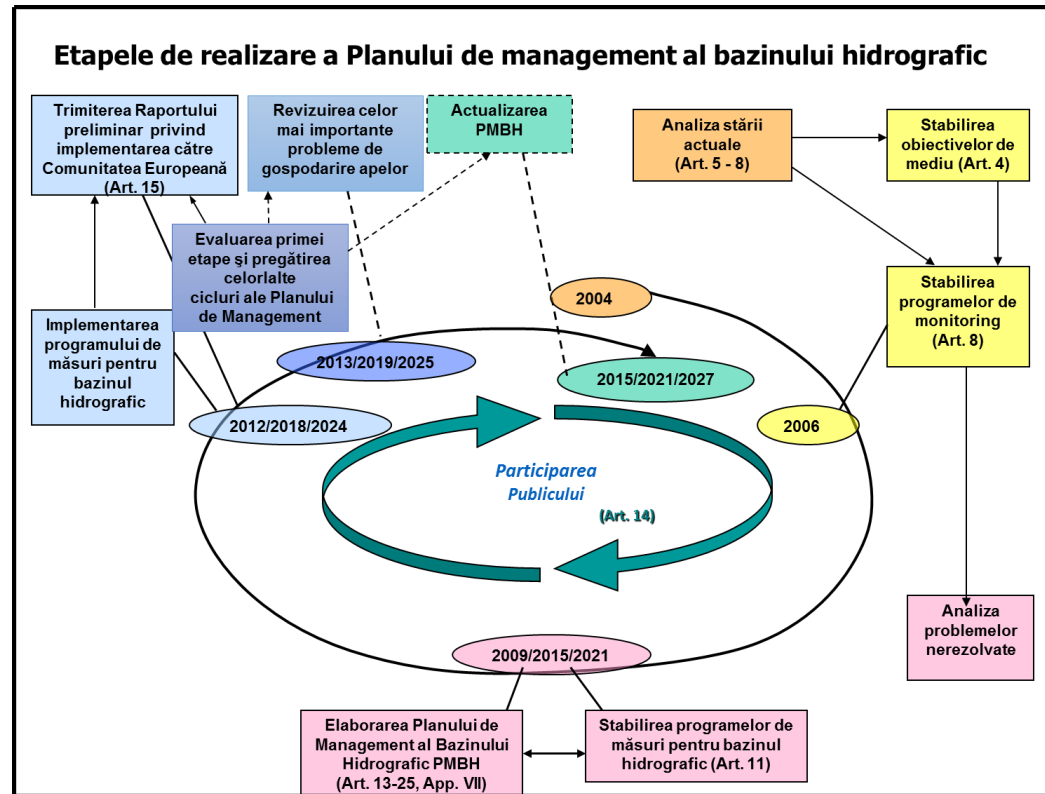 Etapele de realizare a Planului de management al bazinului hidrografic
Trimiterea Raportului
preliminar privind
implementarea către
Comunitatea Europeană
(Art. 15)
Revizuirea celor
mai importante
probleme de
gospodarire apelor
Actualizarea
PMBH
Analiza stării
actuale
(Art. 5 - 8)
Stabilirea
obiectivelor de
mediu (Art. 4)
Evaluarea primei
etape şi pregătirea
celorlalte
cicluri ale Planului
de Management
Stabilirea
programelor de
monitoring
(Art. 8)
Implementarea
programului de
măsuri pentru
bazinul
hidrografic
2004
2013/2019/2025
2015/2021/2027
2012/2018/2024
2006
Participarea
Publicului
(Art. 14)
Analiza
problemelor
nerezolvate
2009/2015/2021
Elaborarea Planului de
Management al Bazinului
Hidrografic PMBH
(Art. 13-25, App. VII)
Stabilirea programelor de
măsuri pentru bazinul
hidrografic (Art. 11)